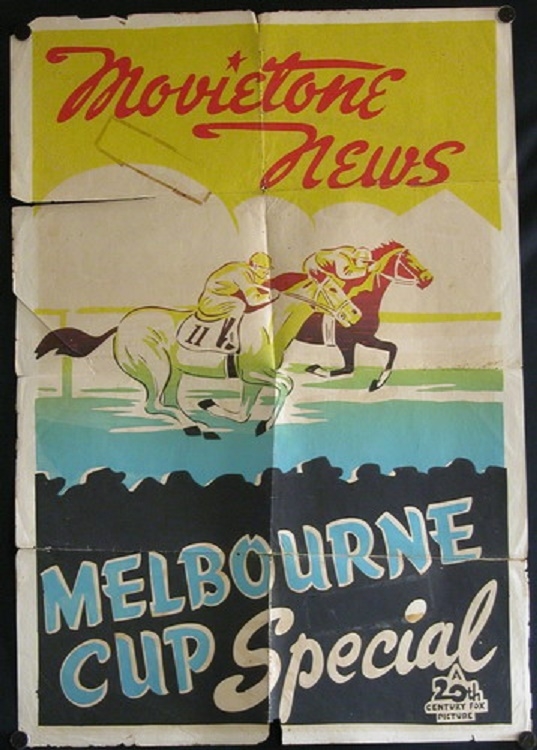 Movietone
News
11
MELBOURNE
CUP Special
A
20th
CENTURY FOX
PICTURE